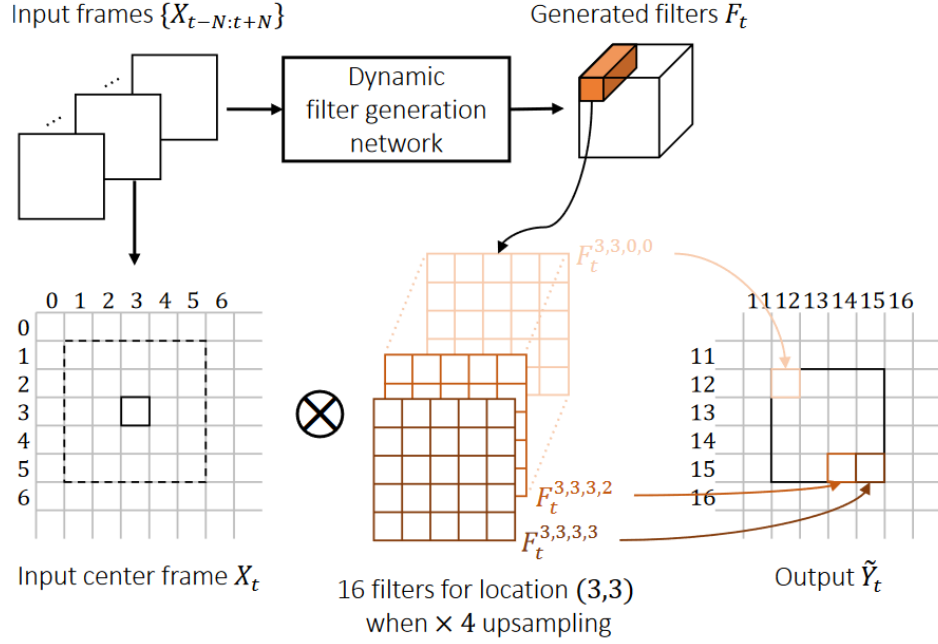 Input frames {X_{t−N:t+N}}
Generated filters F_t
Dynamic
filter generation
network
...
...
F_t^{3,3,0,0}
0 1 2 3 4 5 6
0
1
2
3
4
5
6
11 12 13 14 15 16
11
12
13
14
15
16
F_t^{3,3,3,2}
F_t^{3,3,3,3}
Input center frame X_t
16 filters for location (3,3)
when × 4 upsampling
Output Ỹ_t